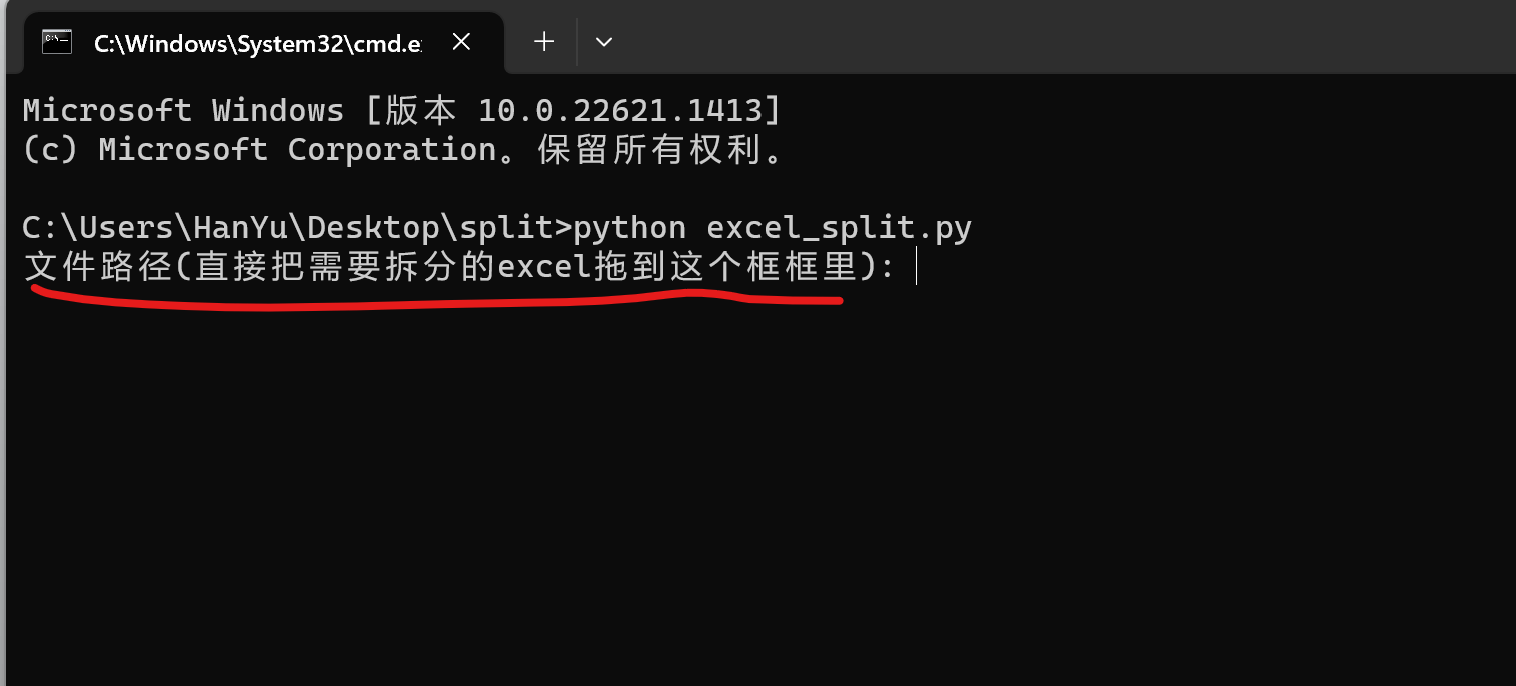 C:\Windows\System32\cmd.e
Microsoft Windows [版本 10.0.22621.1413]
(c) Microsoft Corporation。保留所有权利。
C:\Users\HanYu\Desktop\split>python excel_split.py
文件路径(直接把需要拆分的excel拖到这个框框里):